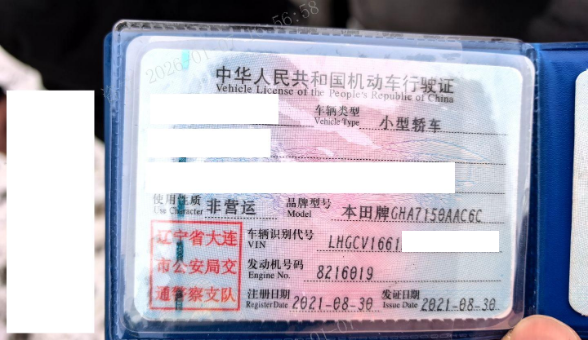 中华人民共和国机动车行驶证
Vehicle License of the People's Republic of China
车辆类型 小型轿车
Vehicle Type
使用性质 非营运 品牌型号 本田牌GHA7150AAC6C
Use Character Model
辽宁省大连
市公安局交
通警察支队
车辆识别代号 LHGCV1661
VIN
发动机号码 8216019
Engine No.
注册日期 2021-08-30 发证日期 2021-08-30
Register Date Issue Date